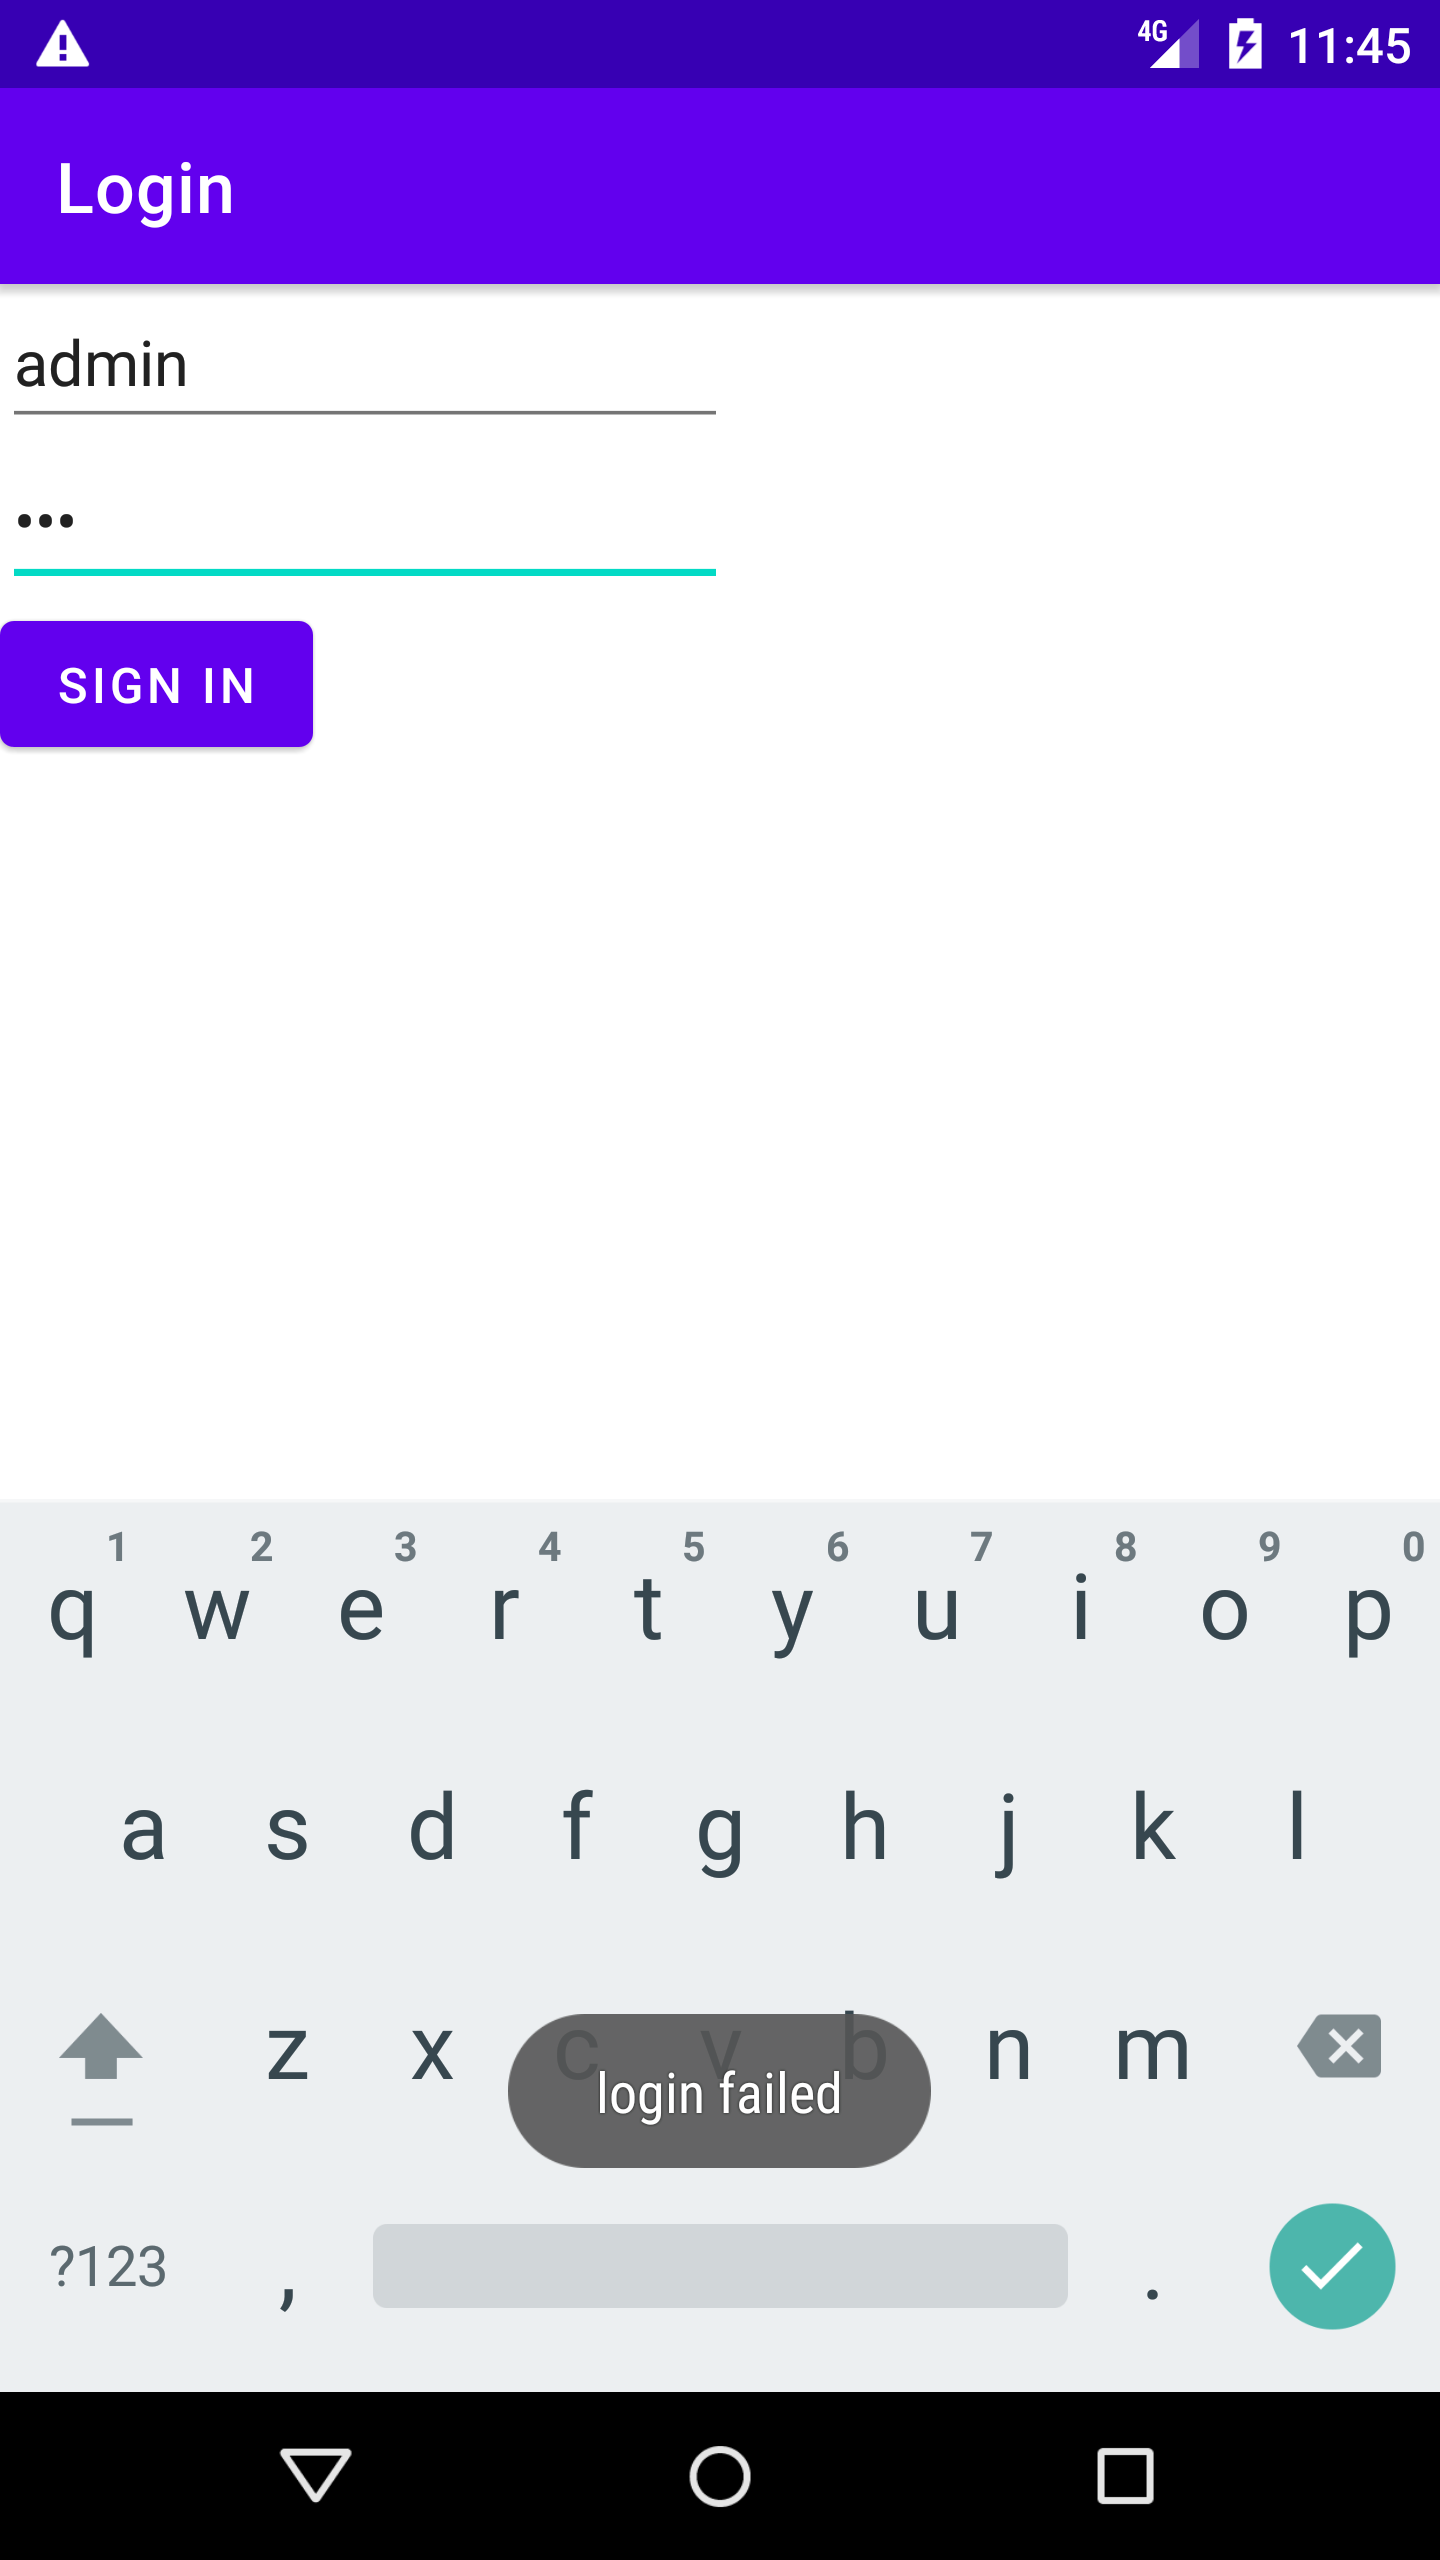 4G 11:45
Login
admin
•••
SIGN IN
1 2 3 4 5 6 7 8 9 0
q w e r t y u i o p
a s d f g h j k l
z x c v b n m
login failed
?123 , .